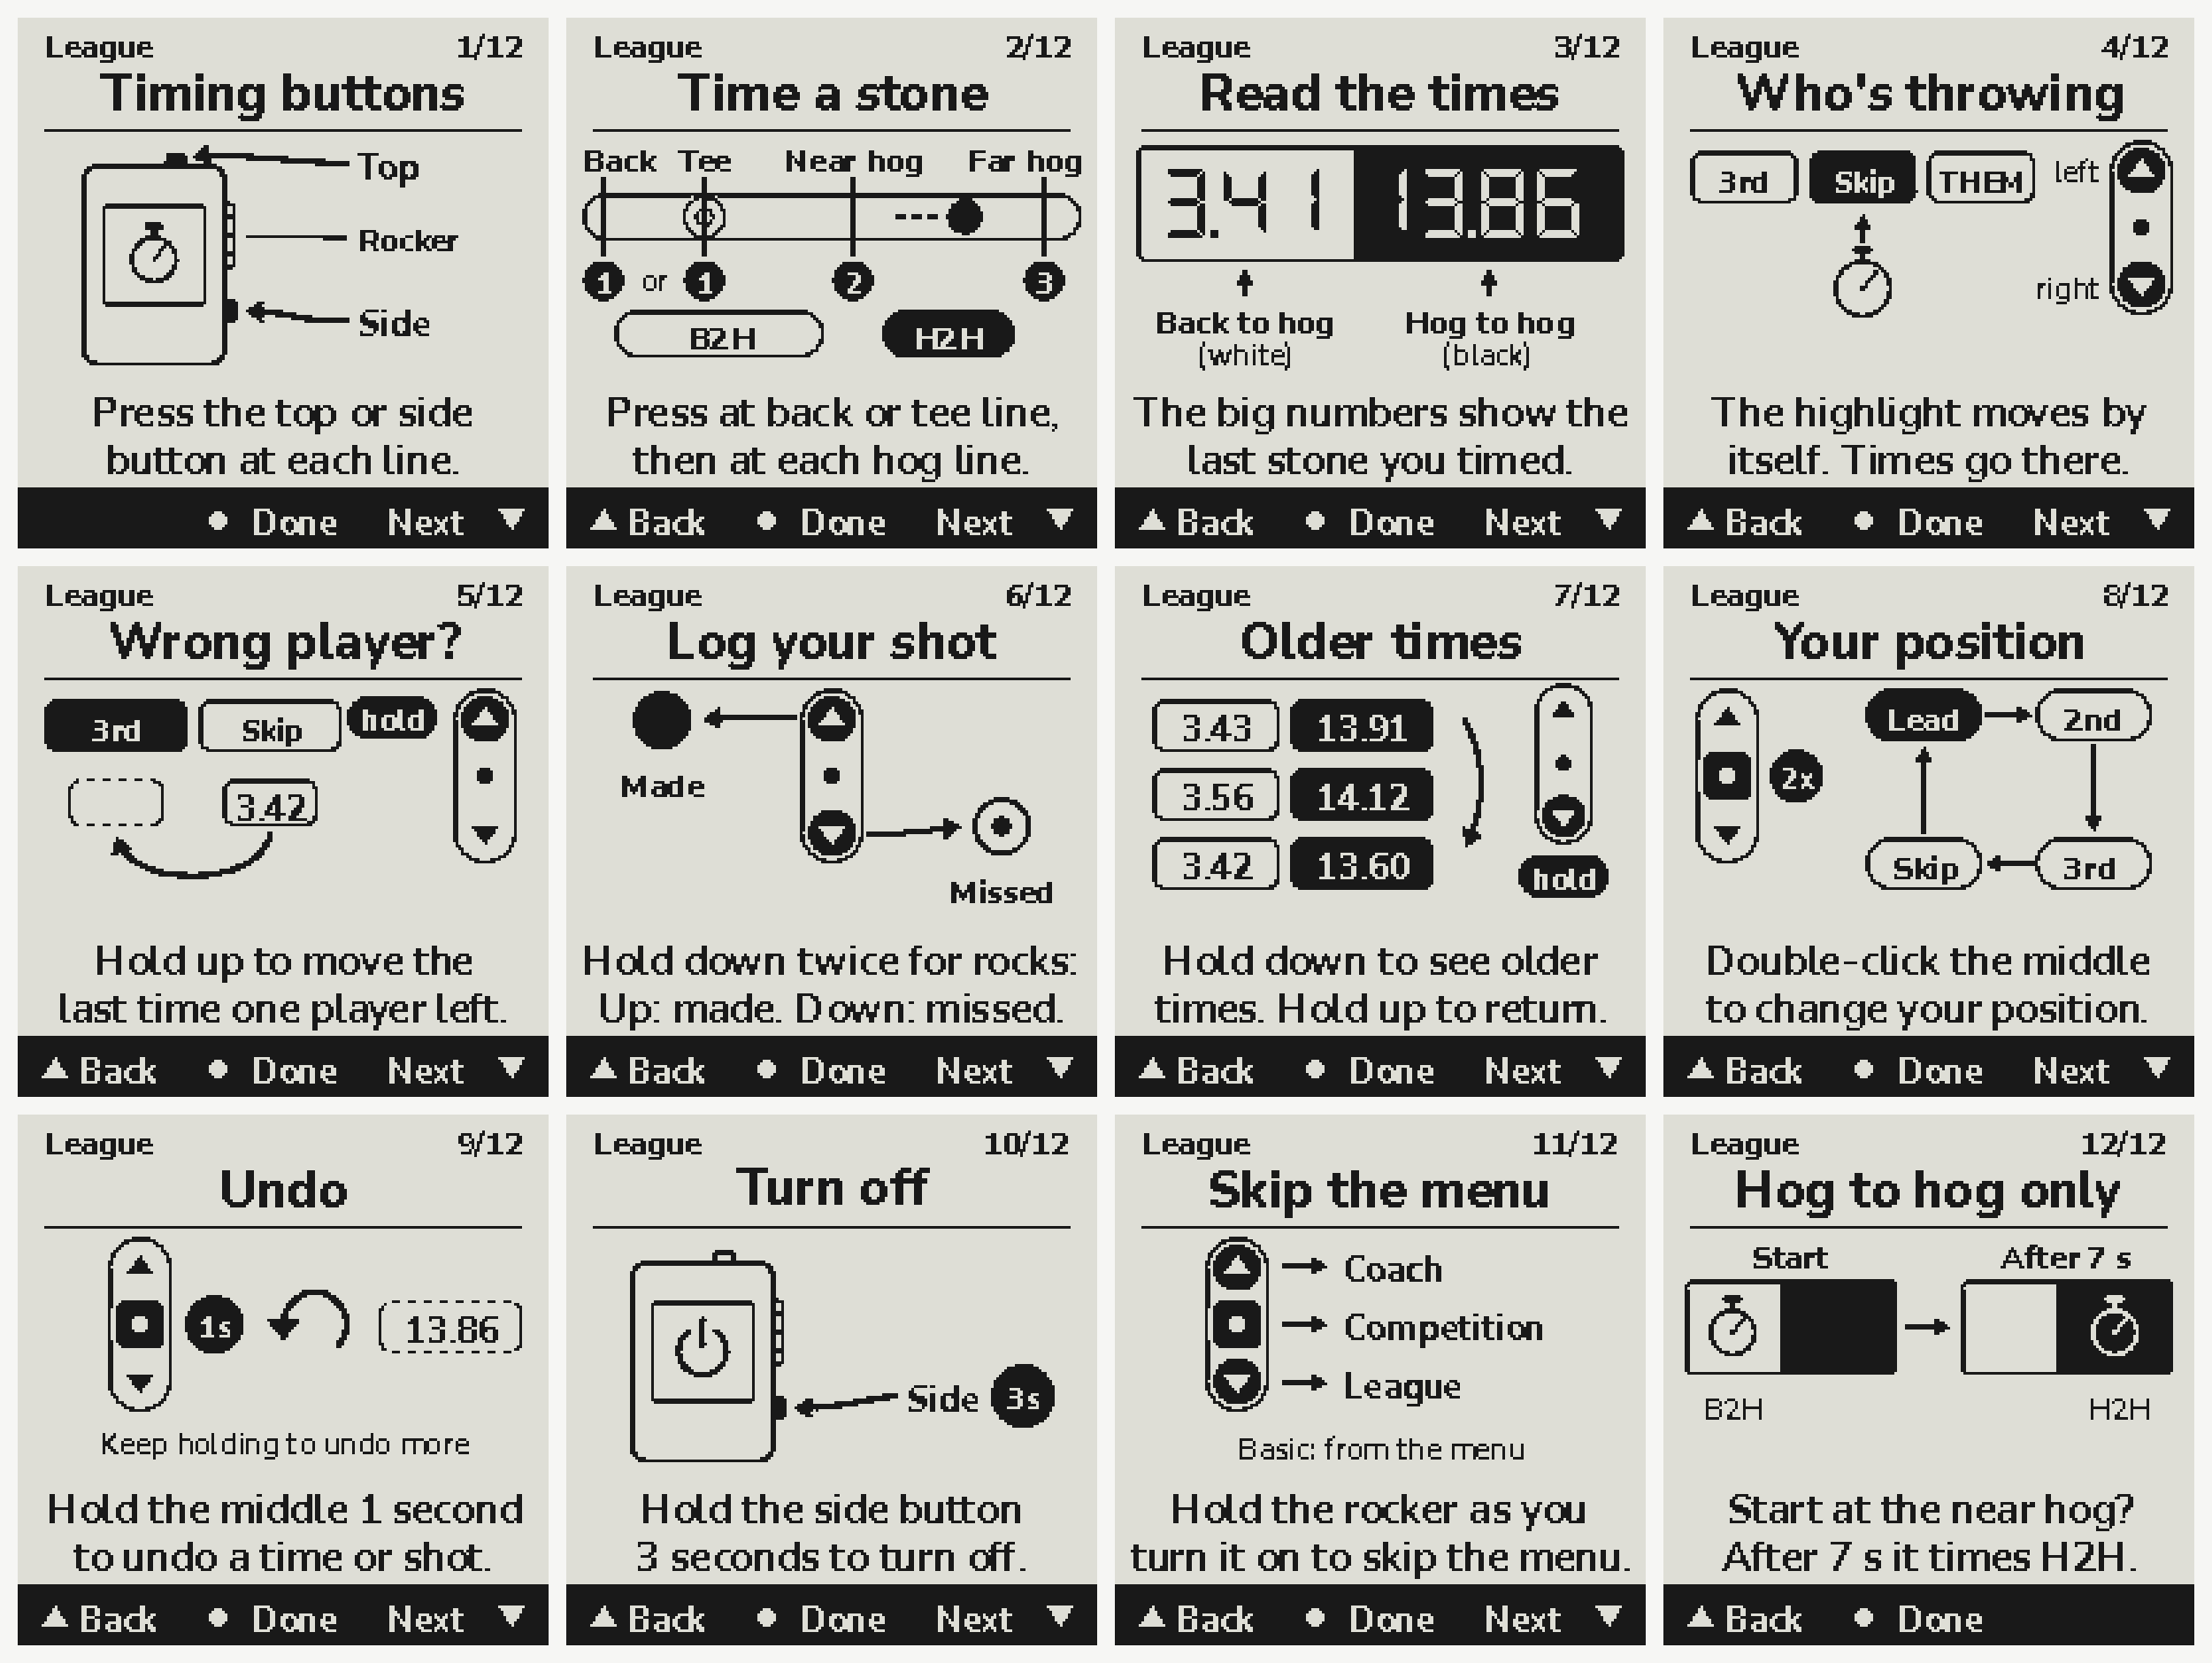 League 1/12
Timing buttons
Top
Rocker
Side
Press the top or side
button at each line.
Done Next
League 2/12
Time a stone
Back Tee Near hog Far hog
1 or 1 2 3
B2H H2H
Press at back or tee line,
then at each hog line.
Back Done Next
League 3/12
Read the times
3.41 13.86
Back to hog Hog to hog
(white) (black)
The big numbers show the
last stone you timed.
Back Done Next
League 4/12
Who's throwing
3rd Skip THEM left
right
The highlight moves by
itself. Times go there.
Back Done Next
League 5/12
Wrong player?
3rd Skip hold
3.42
Hold up to move the
last time one player left.
Back Done Next
League 6/12
Log your shot
Made
Missed
Hold down twice for rocks:
Up: made. Down: missed.
Back Done Next
League 7/12
Older times
3.43 13.91
3.56 14.12
3.42 13.60
hold
Hold down to see older
times. Hold up to return.
Back Done Next
League 8/12
Your position
Lead 2nd
2x
Skip 3rd
Double-click the middle
to change your position.
Back Done Next
League 9/12
Undo
1s 13.86
Keep holding to undo more
Hold the middle 1 second
to undo a time or shot.
Back Done Next
League 10/12
Turn off
Side 3s
Hold the side button
3 seconds to turn off.
Back Done Next
League 11/12
Skip the menu
Coach
Competition
League
Basic: from the menu
Hold the rocker as you
turn it on to skip the menu.
Back Done Next
League 12/12
Hog to hog only
Start After 7 s
B2H H2H
Start at the near hog?
After 7 s it times H2H.
Back Done